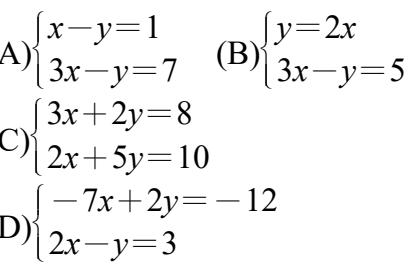 A) { x−y=1  (B) { y=2x
3x−y=7  3x−y=5
C) { 3x+2y=8
2x+5y=10
D) { −7x+2y=−12
2x−y=3